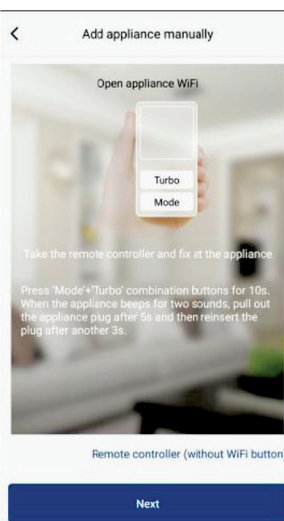 Add appliance manually
Open appliance WiFi
Turbo
Mode
Take the remote controller and fix at the appliance
Press 'Mode'+'Turbo' combination buttons for 10s.
When the appliance beeps for two sounds, pull out
the appliance plug after 5s and then reinsert the
plug after another 3s.
Remote controller (without WiFi button)
Next